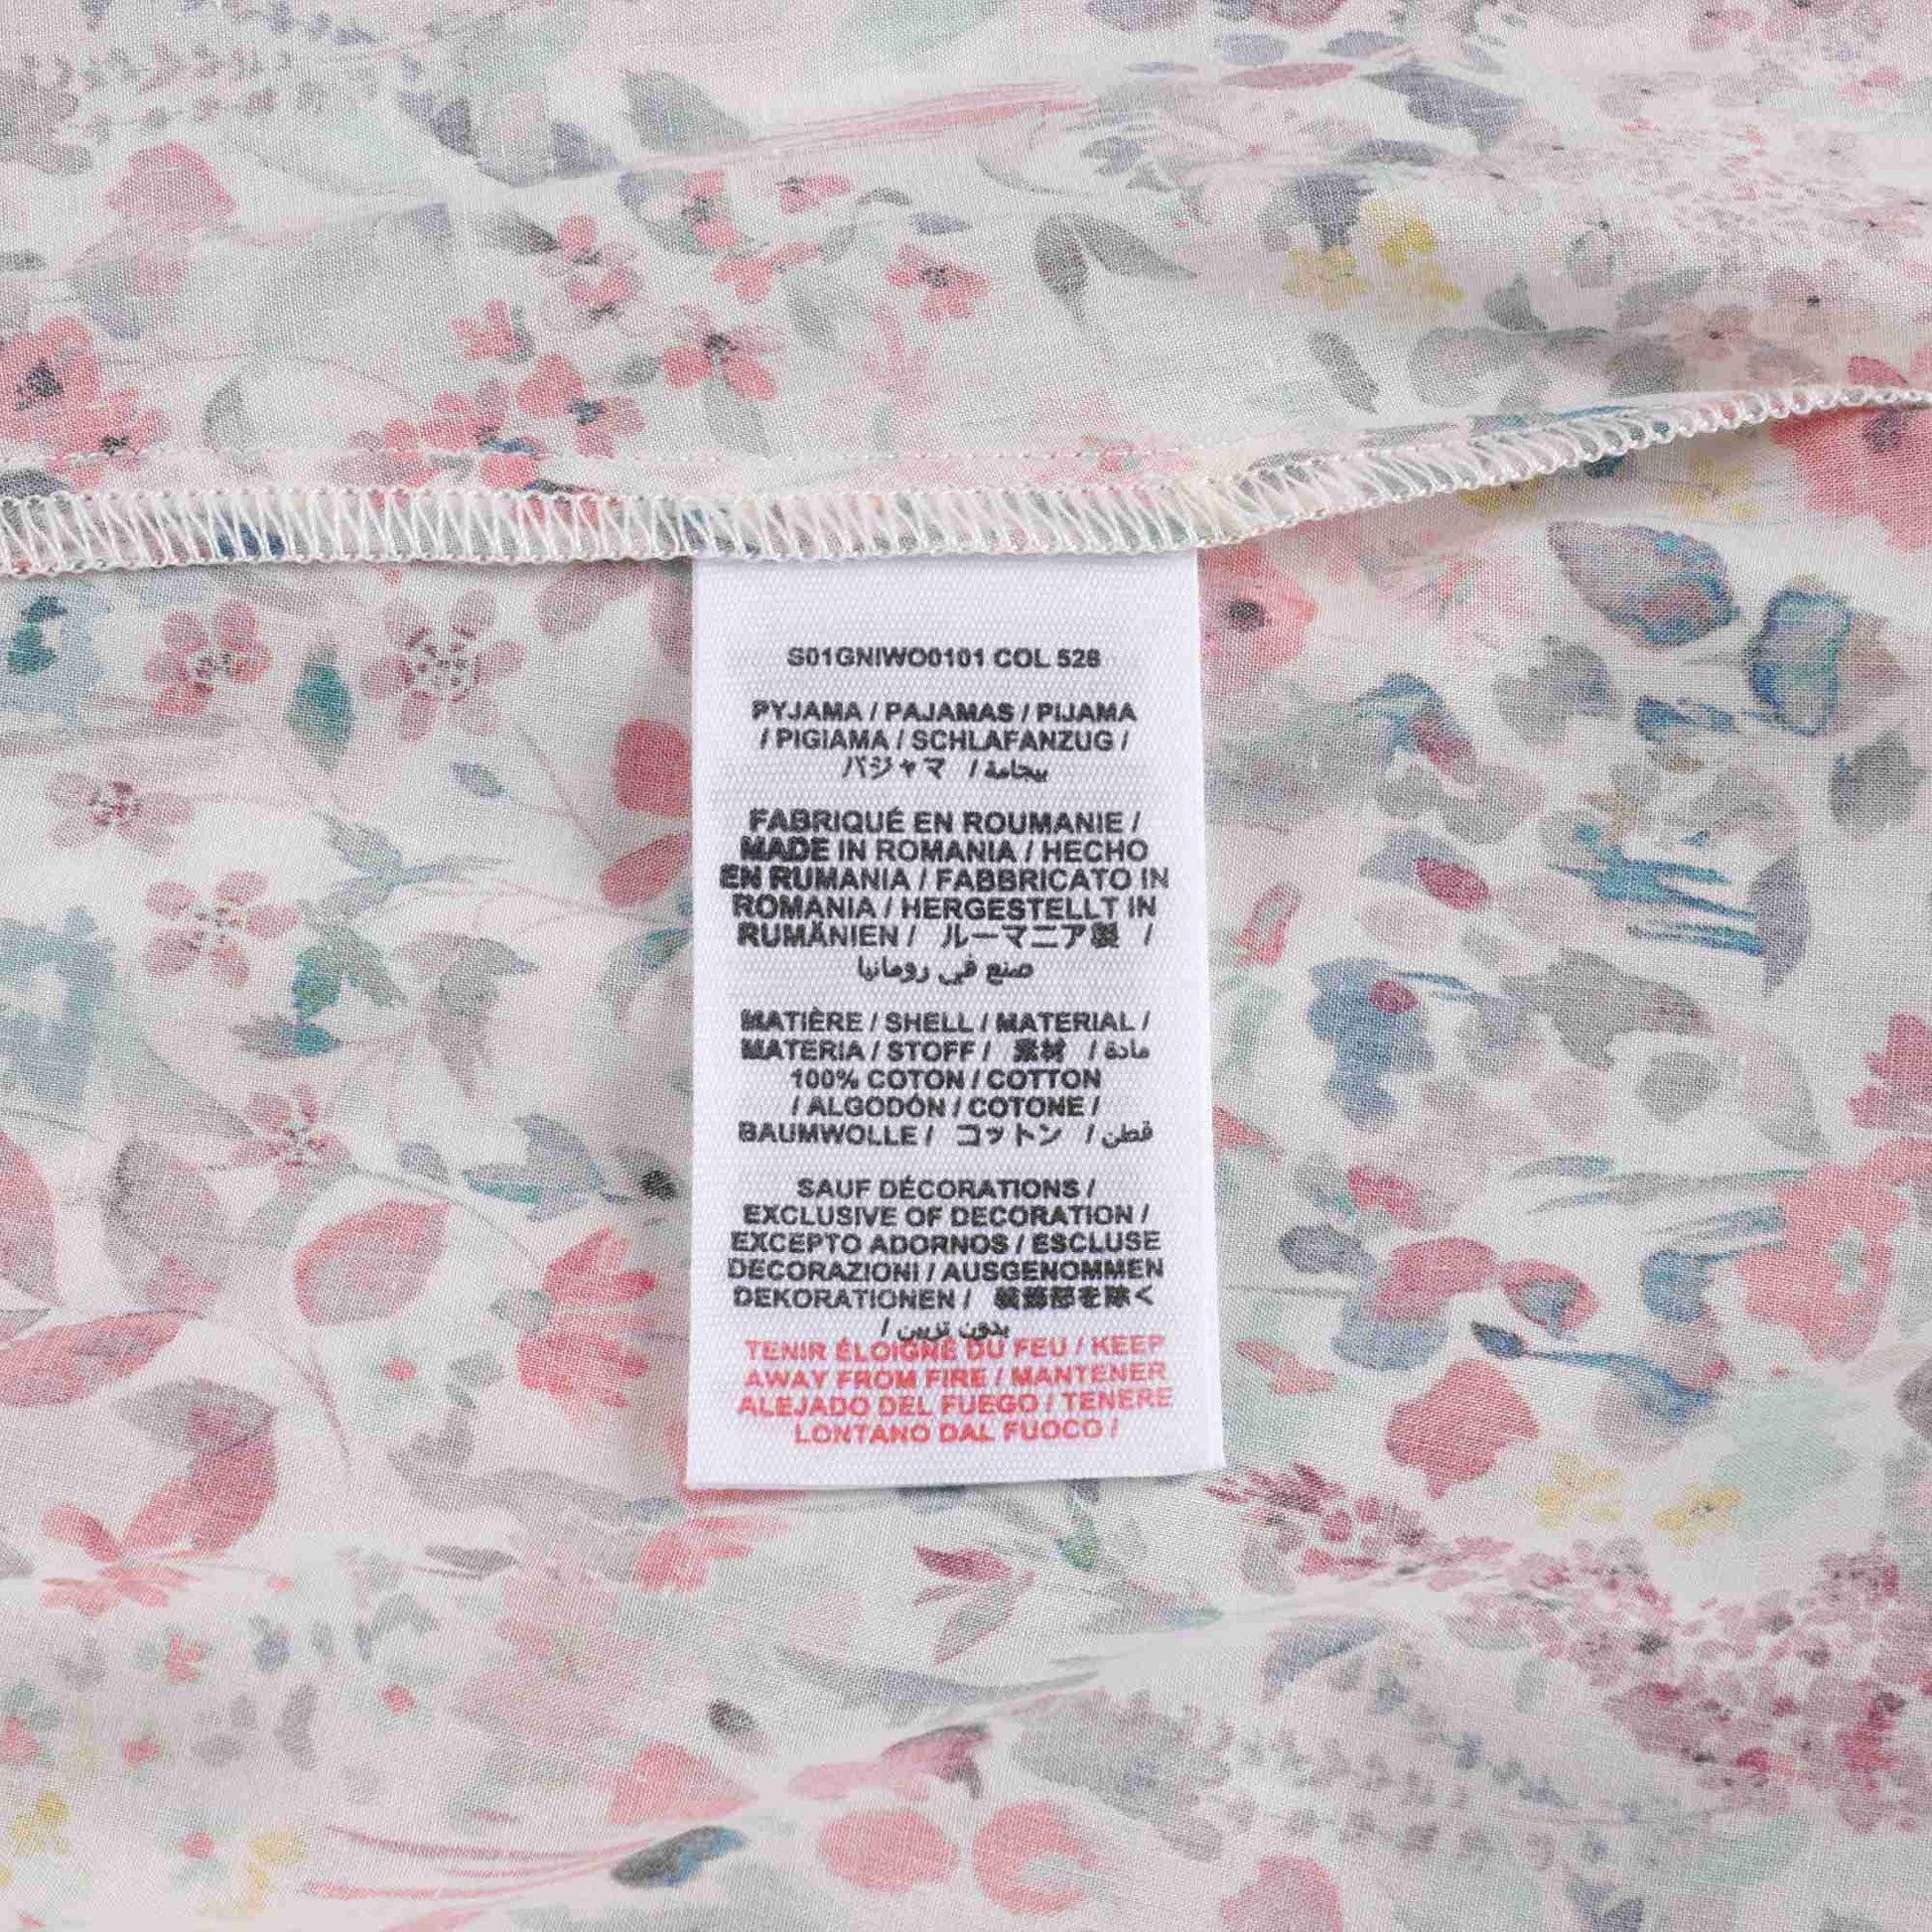 S01GNIWO0101 COL 528
PYJAMA / PAJAMAS / PIJAMA
/ PIGIAMA / SCHLAFANZUG /
パジャマ / بيجامة
FABRIQUÉ EN ROUMANIE /
MADE IN ROMANIA / HECHO
EN RUMANIA / FABBRICATO IN
ROMANIA / HERGESTELLT IN
RUMÄNIEN / ルーマニア製 /
صنع في رومانيا
MATIÈRE / SHELL / MATERIAL /
MATERIA / STOFF / 素材 / مادة
100% COTON / COTTON
/ ALGODÓN / COTONE /
BAUMWOLLE / コットン / قطن
SAUF DÉCORATIONS /
EXCLUSIVE OF DECORATION /
EXCEPTO ADORNOS / ESCLUSE
DECORAZIONI / AUSGENOMMEN
DEKORATIONEN / 装飾部を除く
/ بدون تزيين
TENIR ÉLOIGNÉ DU FEU / KEEP
AWAY FROM FIRE / MANTENER
ALEJADO DEL FUEGO / TENERE
LONTANO DAL FUOCO /